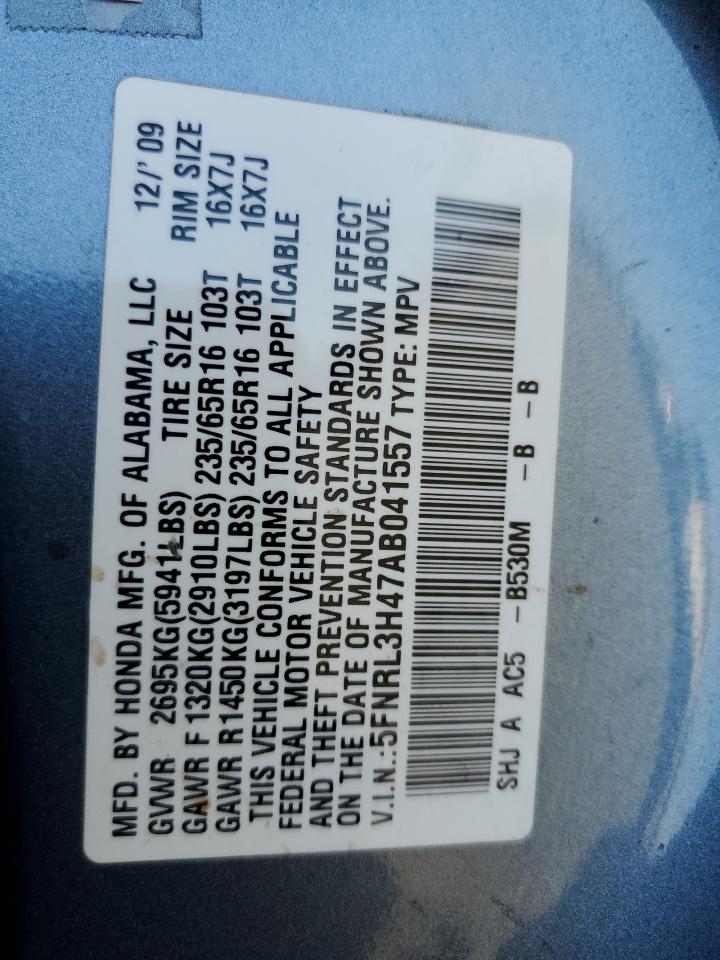 MFD. BY HONDA MFG. OF ALABAMA, LLC 12/' 09
GVWR 2695KG(5941LBS) TIRE SIZE RIM SIZE
GAWR F 1320KG(2910LBS) 235/65R16 103T 16X7J
GAWR R1450KG(3197LBS) 235/65R16 103T 16X7J
THIS VEHICLE CONFORMS TO ALL APPLICABLE
FEDERAL MOTOR VEHICLE SAFETY
AND THEFT PREVENTION STANDARDS IN EFFECT
ON THE DATE OF MANUFACTURE SHOWN ABOVE.
V.I.N.:5FNRL3H47AB041557 TYPE: MPV
SHJ A AC5 -B530M -B -B